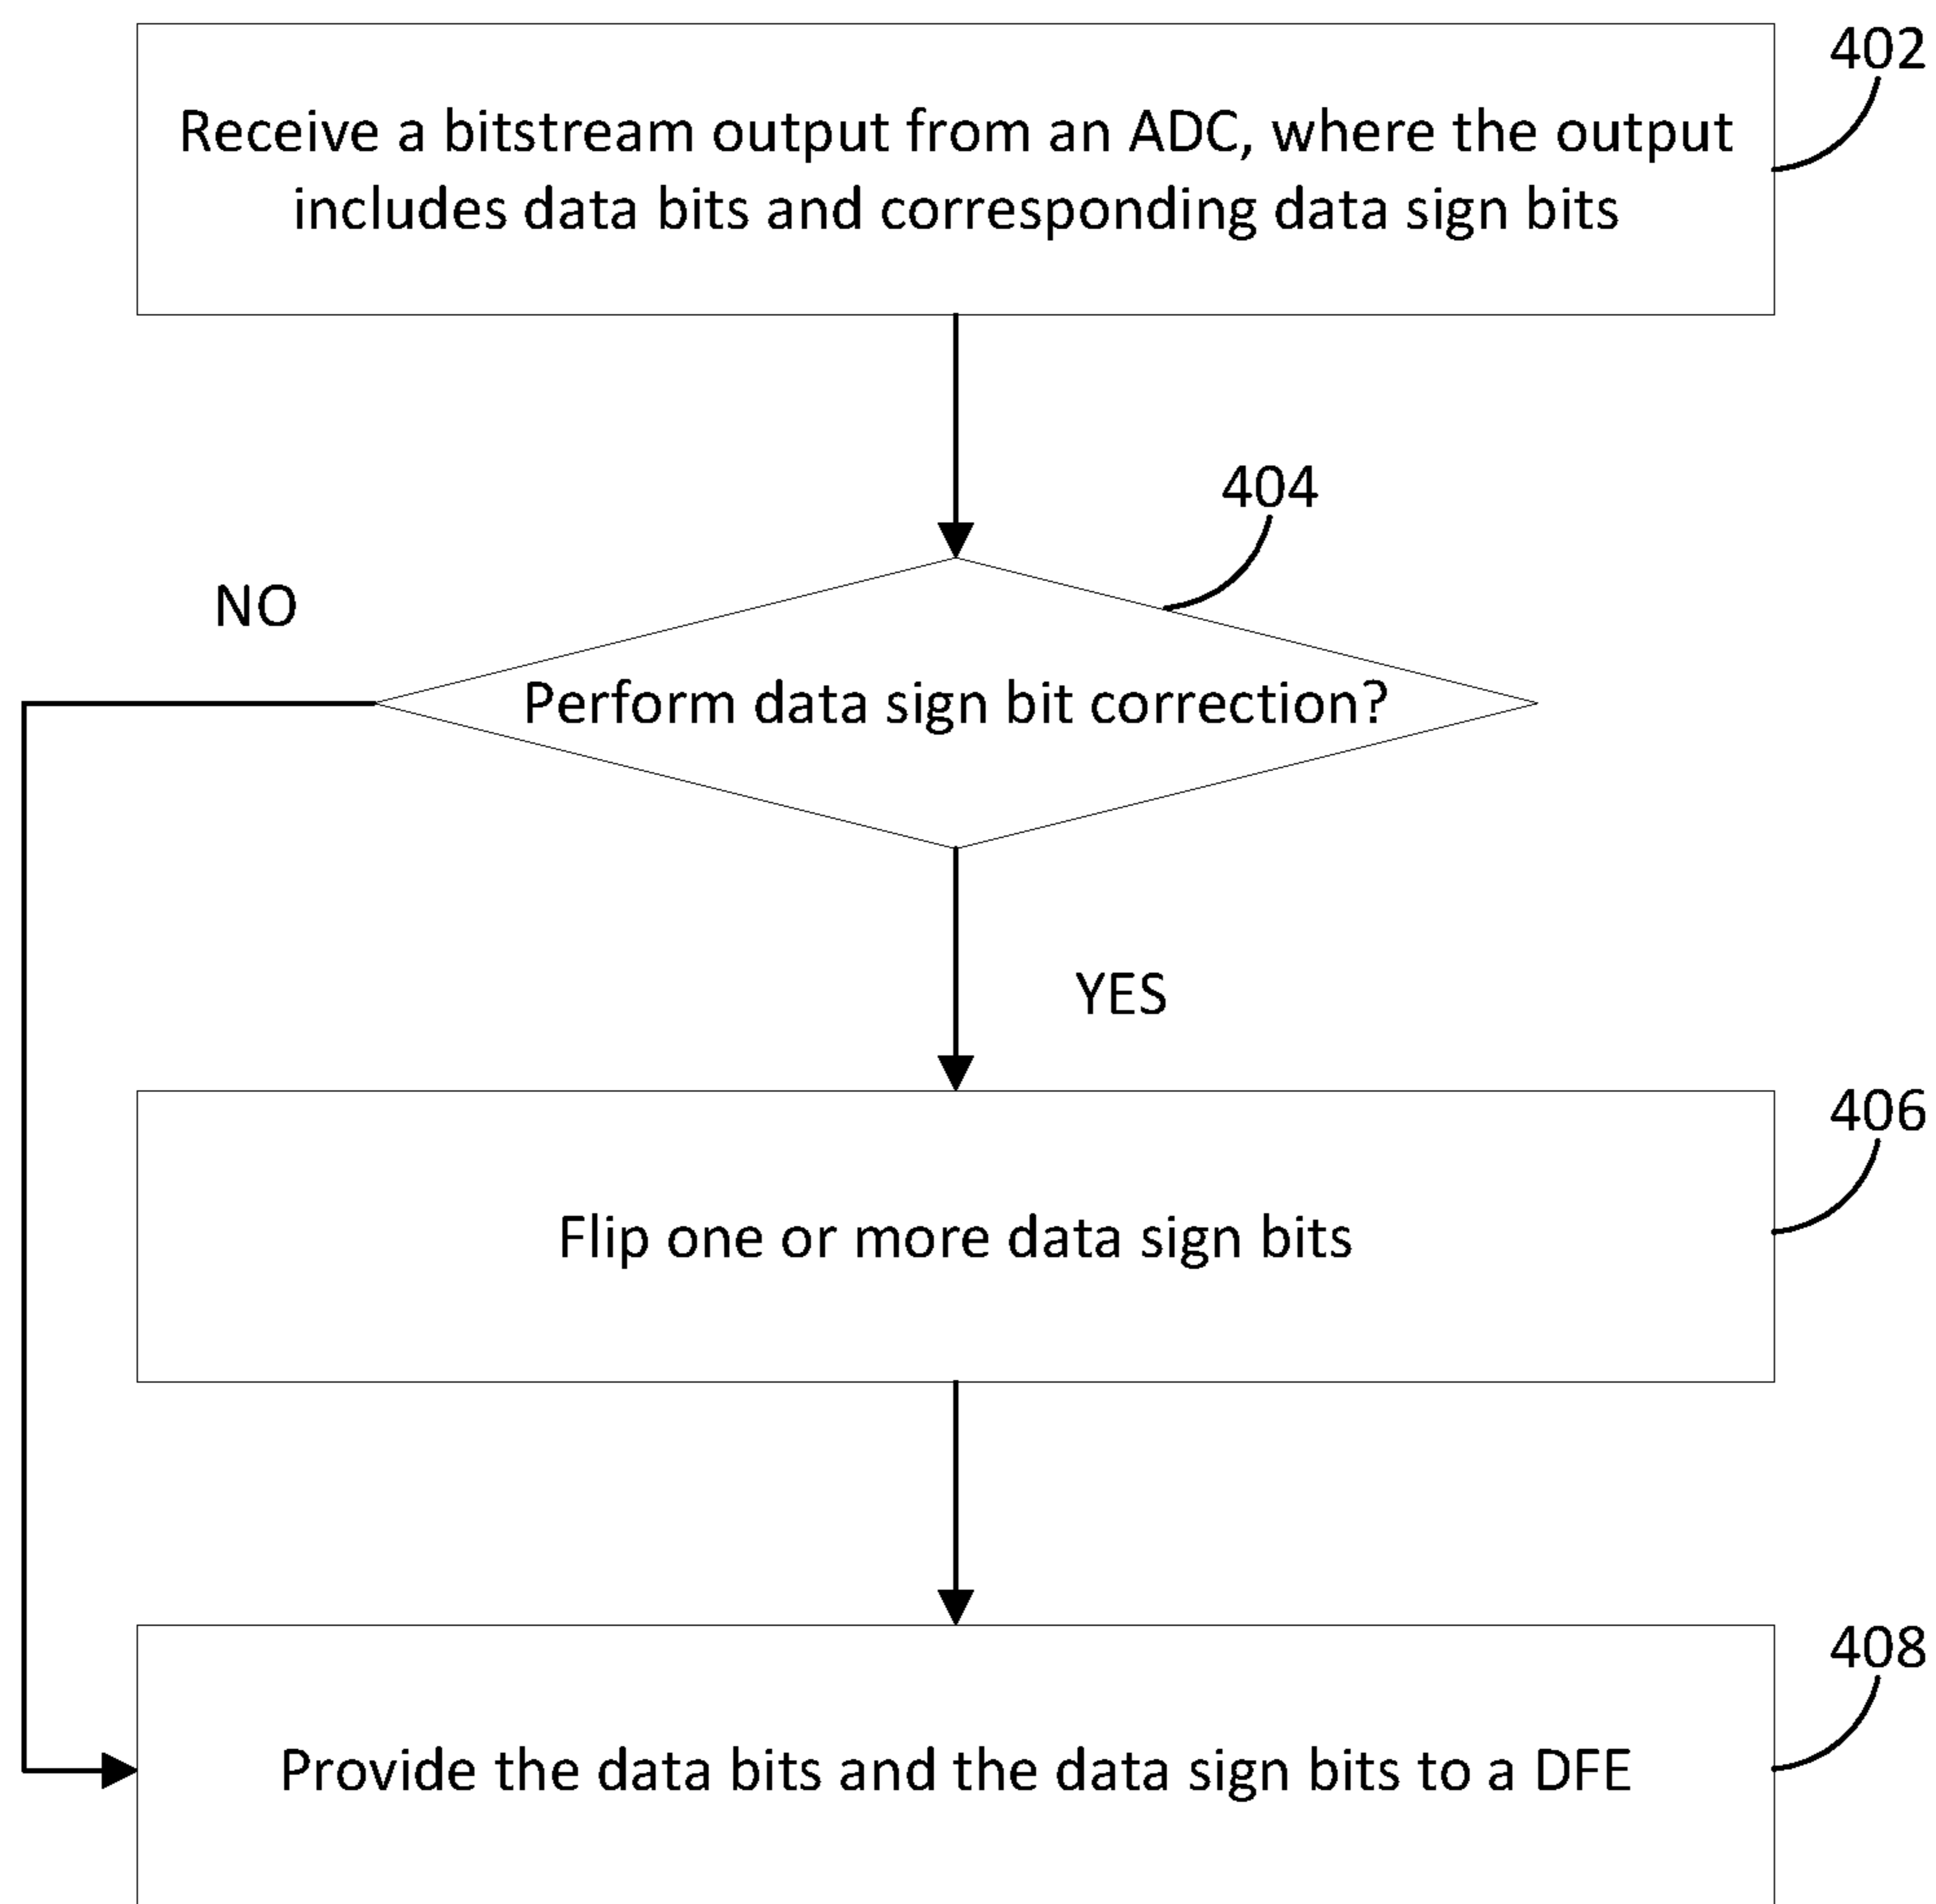 402
Receive a bitstream output from an ADC, where the output
includes data bits and corresponding data sign bits
404
NO
Perform data sign bit correction?
YES
406
Flip one or more data sign bits
408
Provide the data bits and the data sign bits to a DFE